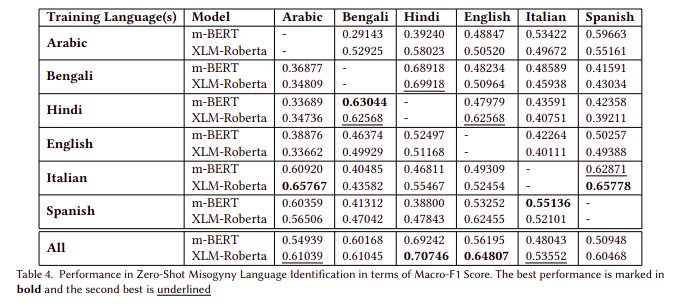 Training Language(s) Model Arabic Bengali Hindi English Italian Spanish
Arabic
m-BERT - 0.29143 0.39240 0.48847 0.53422 0.59663
XLM-Roberta - 0.52925 0.58023 0.50520 0.49672 0.55161
Bengali
m-BERT 0.36877 - 0.68918 0.48234 0.48589 0.41591
XLM-Roberta 0.34809 - 0.69918 0.50964 0.45938 0.43034
Hindi
m-BERT 0.33689 0.63044 - 0.47979 0.43591 0.42358
XLM-Roberta 0.34736 0.62568 - 0.62568 0.40751 0.39211
English
m-BERT 0.38876 0.46374 0.52497 - 0.42264 0.50257
XLM-Roberta 0.33662 0.49929 0.51168 - 0.40111 0.49388
Italian
m-BERT 0.60920 0.40485 0.46811 0.49309 - 0.62871
XLM-Roberta 0.65767 0.43582 0.55467 0.52454 - 0.65778
Spanish
m-BERT 0.60359 0.41312 0.38800 0.53252 0.55136 -
XLM-Roberta 0.56506 0.47042 0.47843 0.62455 0.52101 -
All
m-BERT 0.54939 0.60168 0.69242 0.56195 0.48043 0.50948
XLM-Roberta 0.61039 0.61045 0.70746 0.64807 0.53552 0.60468
Table 4. Performance in Zero-Shot Misogyny Language Identification in terms of Macro-F1 Score. The best performance is marked in
bold and the second best is underlined